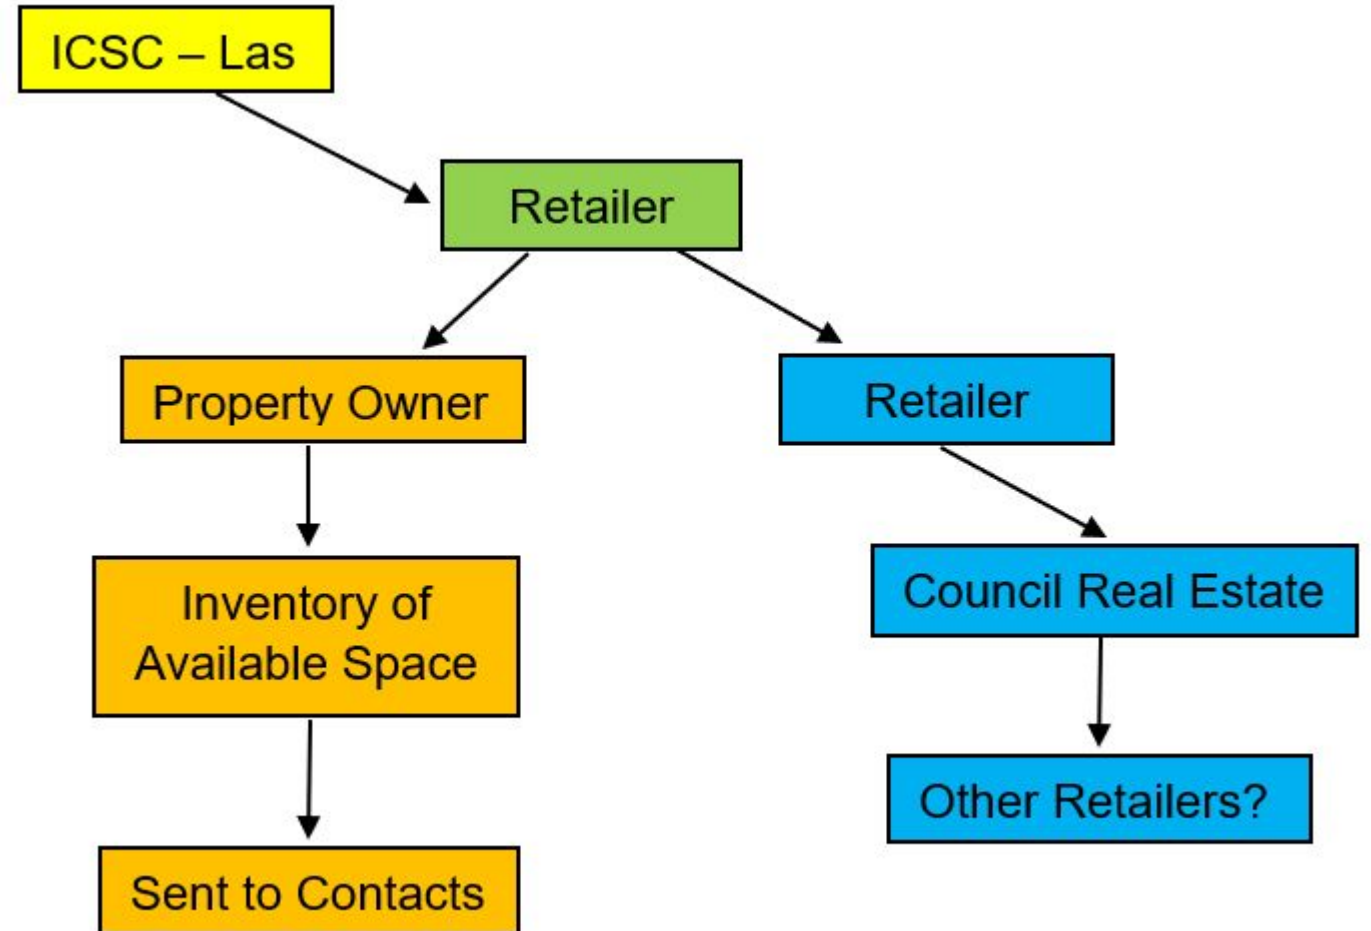 ICSC – Las
Retailer
Property Owner
Retailer
Inventory of
Available Space
Council Real Estate
Other Retailers?
Sent to Contacts